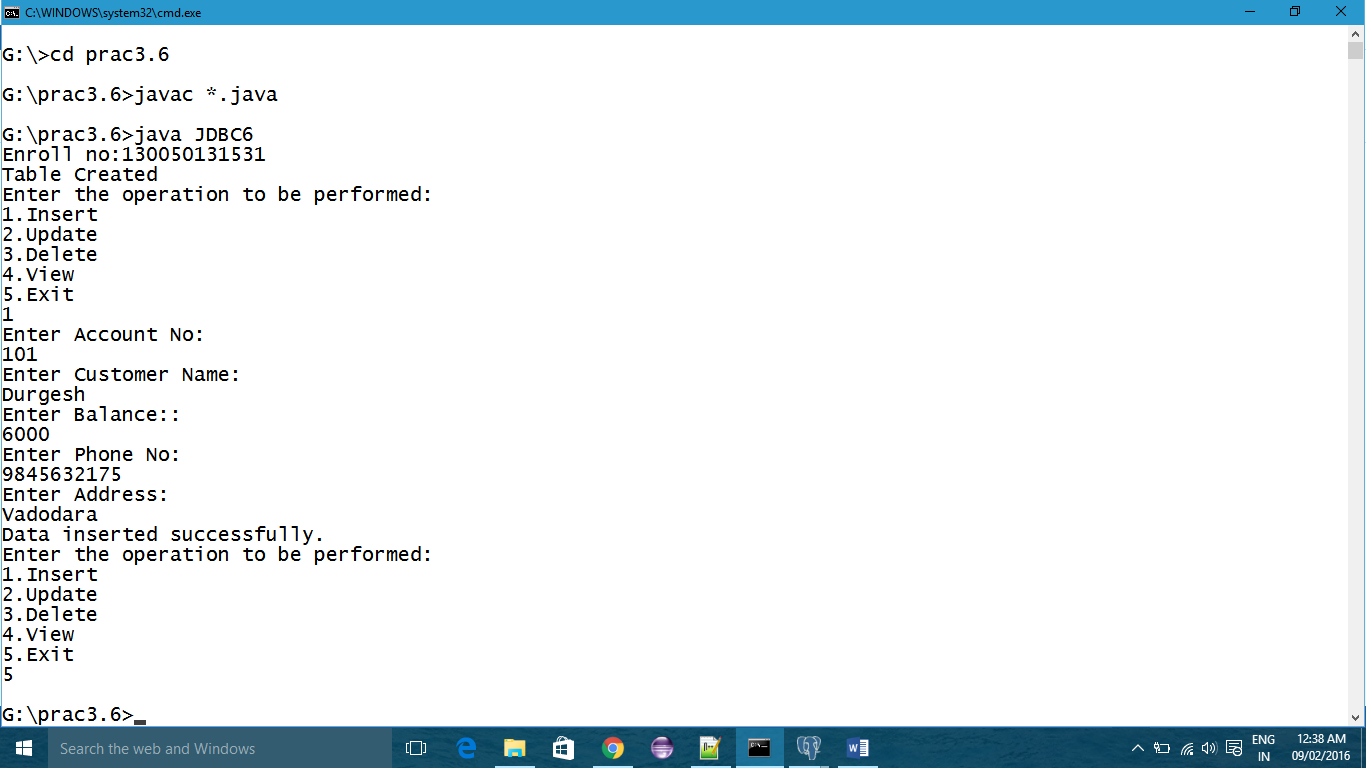 C:\WINDOWS\system32\cmd.exe
G:\>cd prac3.6
G:\prac3.6>javac *.java
G:\prac3.6>java JDBC6
Enroll no:130050131531
Table Created
Enter the operation to be performed:
1.Insert
2.Update
3.Delete
4.View
5.Exit
1
Enter Account No:
101
Enter Customer Name:
Durgesh
Enter Balance::
6000
Enter Phone No:
9845632175
Enter Address:
Vadodara
Data inserted successfully.
Enter the operation to be performed:
1.Insert
2.Update
3.Delete
4.View
5.Exit
5
G:\prac3.6>
Search the web and Windows
ENG
IN
12:38 AM
09/02/2016